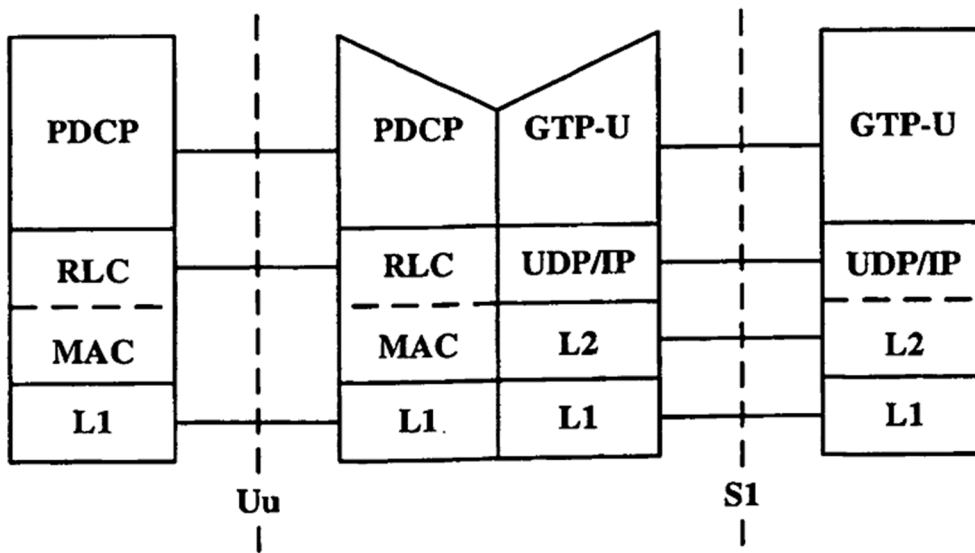 PDCP
RLC
MAC
L1
Uu
PDCP
RLC
MAC
L1
GTP-U
UDP/IP
L2
L1
S1
GTP-U
UDP/IP
L2
L1